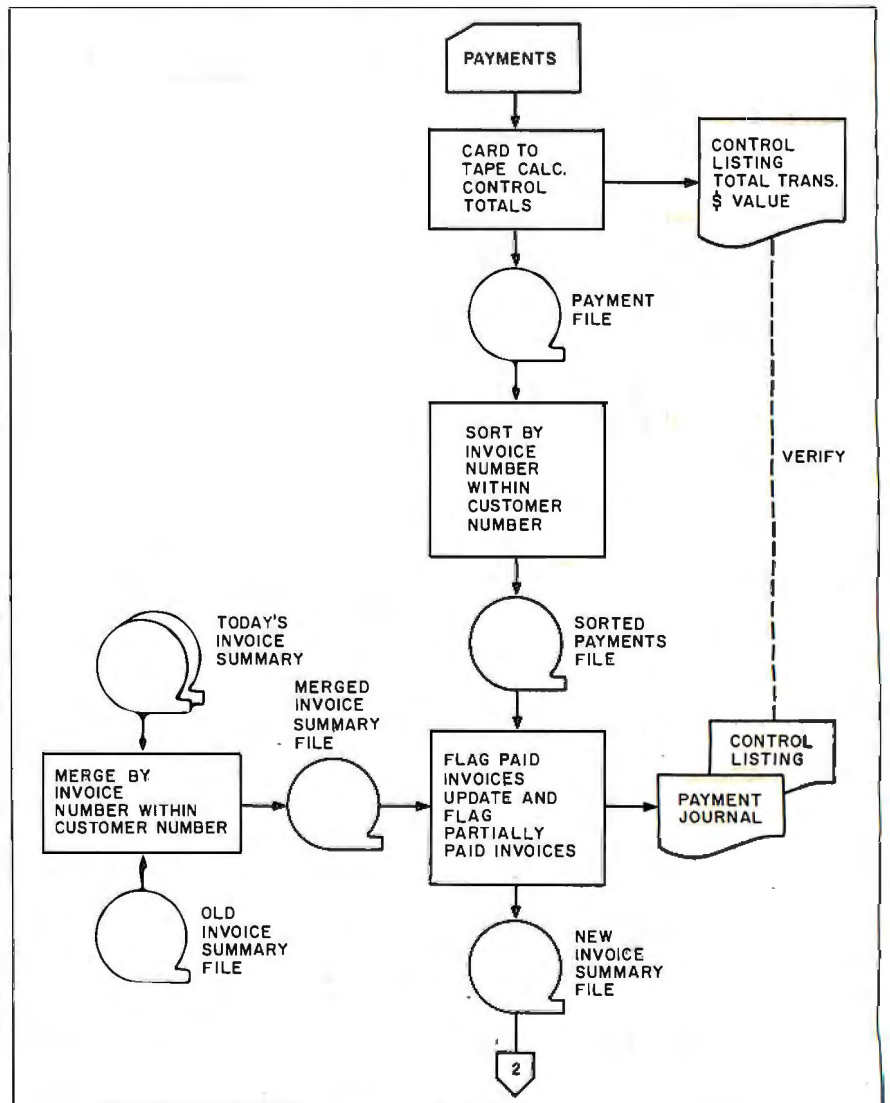 PAYMENTS
CARD TO
TAPE CALC.
CONTROL
TOTALS
CONTROL
LISTING
TOTAL TRANS.
$ VALUE
PAYMENT
FILE
SORT BY
INVOICE
NUMBER
WITHIN
CUSTOMER
NUMBER
VERIFY
TODAY'S
INVOICE
SUMMARY
SORTED
PAYMENTS
FILE
MERGED
INVOICE
SUMMARY
FILE
MERGE BY
INVOICE
NUMBER WITHIN
CUSTOMER NUMBER
FLAG PAID
INVOICES
UPDATE AND
FLAG
PARTIALLY
PAID INVOICES
CONTROL
LISTING
PAYMENT
JOURNAL
OLD
INVOICE
SUMMARY
FILE
NEW
INVOICE
SUMMARY
FILE
2